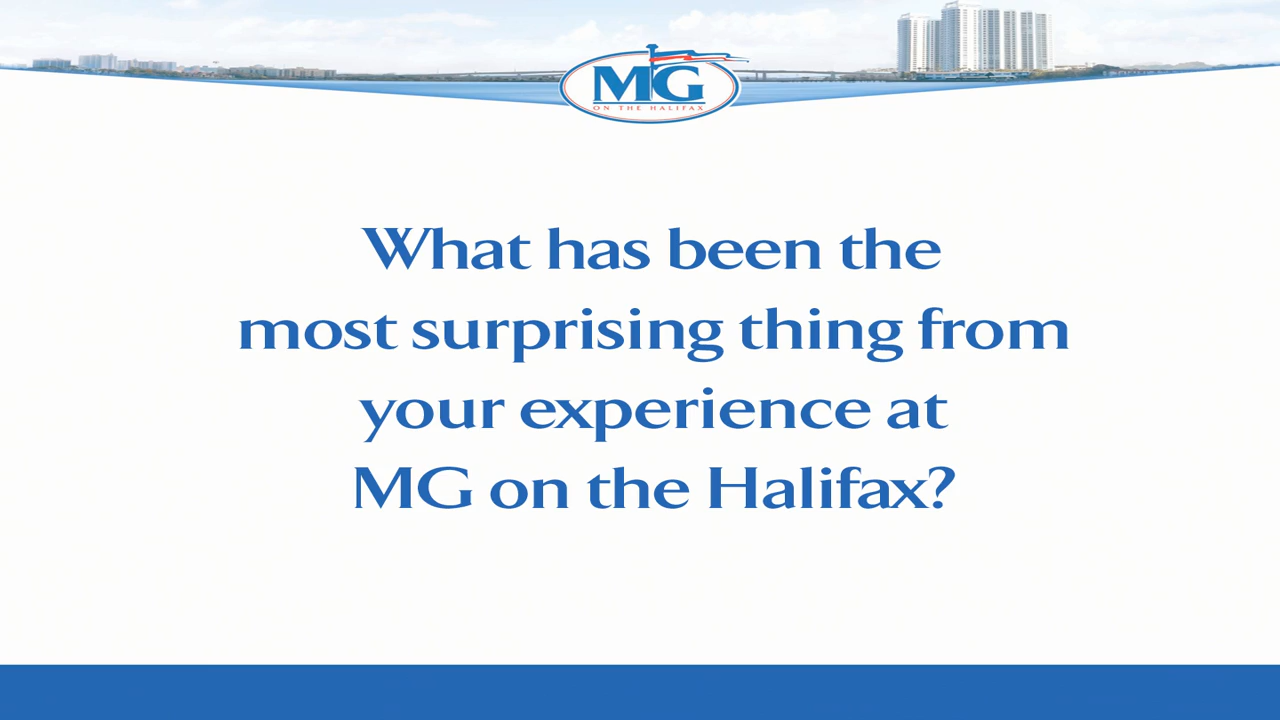 MG
ON THE HALIFAX
What has been the
most surprising thing from
your experience at
MG on the Halifax?